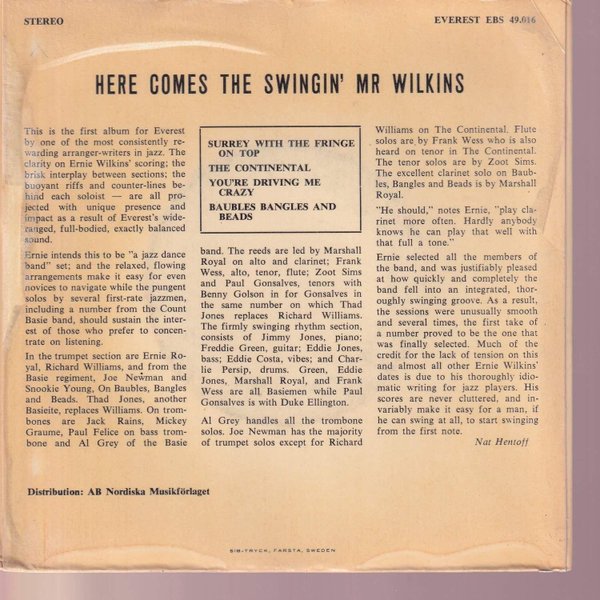 STEREO
EVEREST EBS 49.016
HERE COMES THE SWINGIN' MR WILKINS
This is the first album for Everest
by one of the most consistently re-
warding arranger-writers in jazz. The
clarity on Ernie Wilkins' scoring; the
brisk interplay between sections; the
buoyant riffs and counter-lines be-
hind each soloist — are all pro-
jected with unique presence and
impact as a result of Everest's wide-
ranged, full-bodied, exactly balanced
sound.
Ernie intends this to be "a jazz dance
band" set; and the relaxed, flowing
arrangements make it easy for even
novices to navigate while the pungent
solos by several first-rate jazzmen,
including a number from the Count
Basie band, should sustain the inter-
est of those who prefer to concen-
trate on listening.
In the trumpet section are Ernie Ro-
yal, Richard Williams, and from the
Basie regiment, Joe Newman and
Snookie Young, On Baubles, Bangles
and Beads. Thad Jones, another
Basieite, replaces Williams. On trom-
bones are Jack Rains, Mickey
Graume, Paul Felice on bass trom-
bone and Al Grey of the Basie
SURREY WITH THE FRINGE
ON TOP
THE CONTINENTAL
YOU'RE DRIVING ME
CRAZY
BAUBLES BANGLES AND
BEADS
band. The reeds are led by Marshall
Royal on alto and clarinet; Frank
Wess, alto, tenor, flute; Zoot Sims
and Paul Gonsalves, tenors with
Benny Golson in for Gonsalves in
the same number on which Thad
Jones replaces Richard Williams.
The firmly swinging rhythm section,
consists of Jimmy Jones, piano;
Freddie Green, guitar; Eddie Jones,
bass; Eddie Costa, vibes; and Char-
lie Persip, drums. Green, Eddie
Jones, Marshall Royal, and Frank
Wess are all Basiemen while Paul
Gonsalves is with Duke Ellington.
Al Grey handles all the trombone
solos. Joe Newman has the majority
of trumpet solos except for Richard
Williams on The Continental. Flute
solos are by Frank Wess who is also
heard on tenor in The Continental.
The tenor solos are by Zoot Sims.
The excellent clarinet solo on Baub-
les, Bangles and Beads is by Marshall
Royal.
"He should," notes Ernie, "play cla-
rinet more often. Hardly anybody
knows he can play that well with
that full a tone."
Ernie selected all the members of
the band, and was justifiably pleased
at how quickly and completely the
band fell into an integrated, thor-
oughly swinging groove. As a result,
the sessions were unusually smooth
and several times, the first take of
a number proved to be the one that
was finally selected. Much of the
credit for the lack of tension on this
and almost all other Ernie Wilkins'
dates is due to his thoroughly idio-
matic writing for jazz players. His
scores are never cluttered, and in-
variably make it easy for a man, if
he can swing at all, to start swinging
from the first note.
Nat Hentoff
Distribution: AB Nordiska Musikförlaget
SIB-TRYCK, FARSTA, SWEDEN